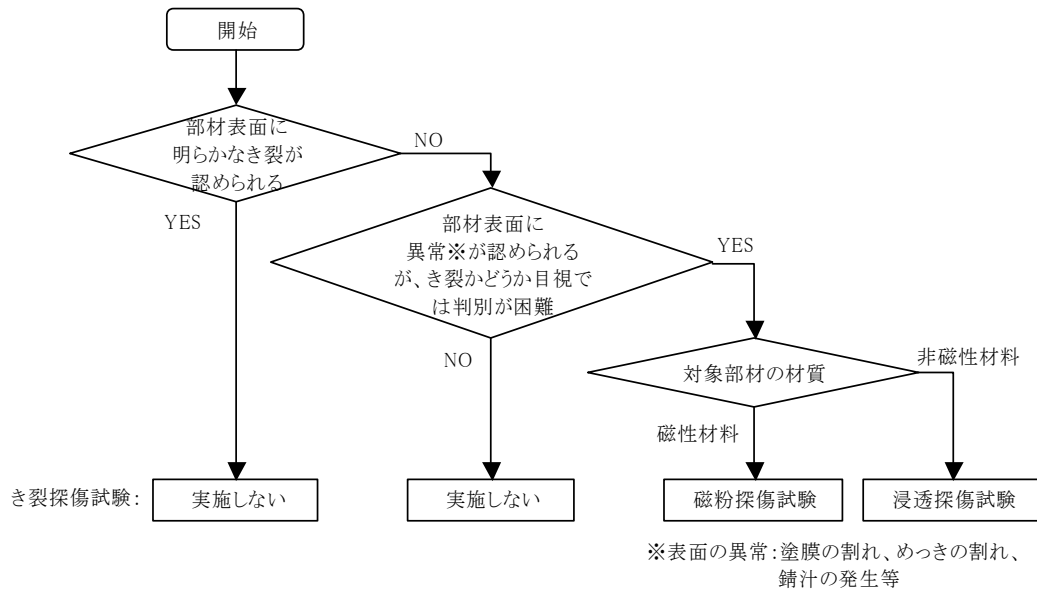 開始
部材表面に
明らかなき裂が
認められる
NO
YES
部材表面に
異常※が認められる
が、き裂かどうか目視で
は判別が困難
YES
NO
対象部材の材質
非磁性材料
磁性材料
き裂探傷試験:
実施しない
実施しない
磁粉探傷試験
浸透探傷試験
※表面の異常:塗膜の割れ、めっきの割れ、
錆汁の発生等